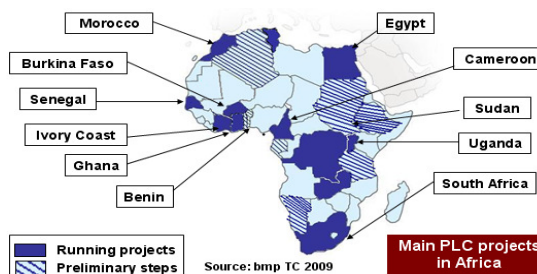 Morocco
Egypt
Burkina Faso
Cameroon
Senegal
Sudan
Ivory Coast
Uganda
Ghana
Benin
South Africa
Running projects
Preliminary steps
Source: bmp TC 2009
Main PLC projects
in Africa